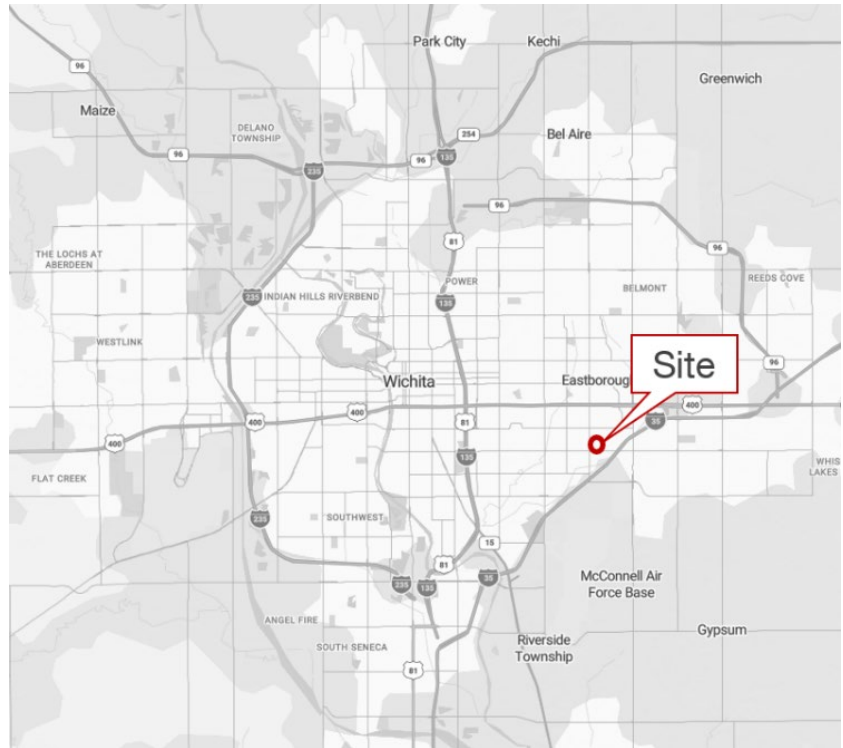 Park City
Kechi
96
Greenwich
Maize
DELANO
TOWNSHIP
254
Bel Aire
96
96
135
235
96
81
96
THE LOCHS AT
ABERDEEN
REEDS COVE
POWER
BELMONT
235
INDIAN HILLS RIVERBEND
135
WESTLINK
Site
96
Wichita
Eastboroug
400
400
81
400
35
400
135
WHIS
LAKES
FLAT CREEK
235
SOUTHWEST
15
81
35
McConnell Air
Force Base
235
135
ANGEL FIRE
Gypsum
Riverside
Township
SOUTH SENECA
81